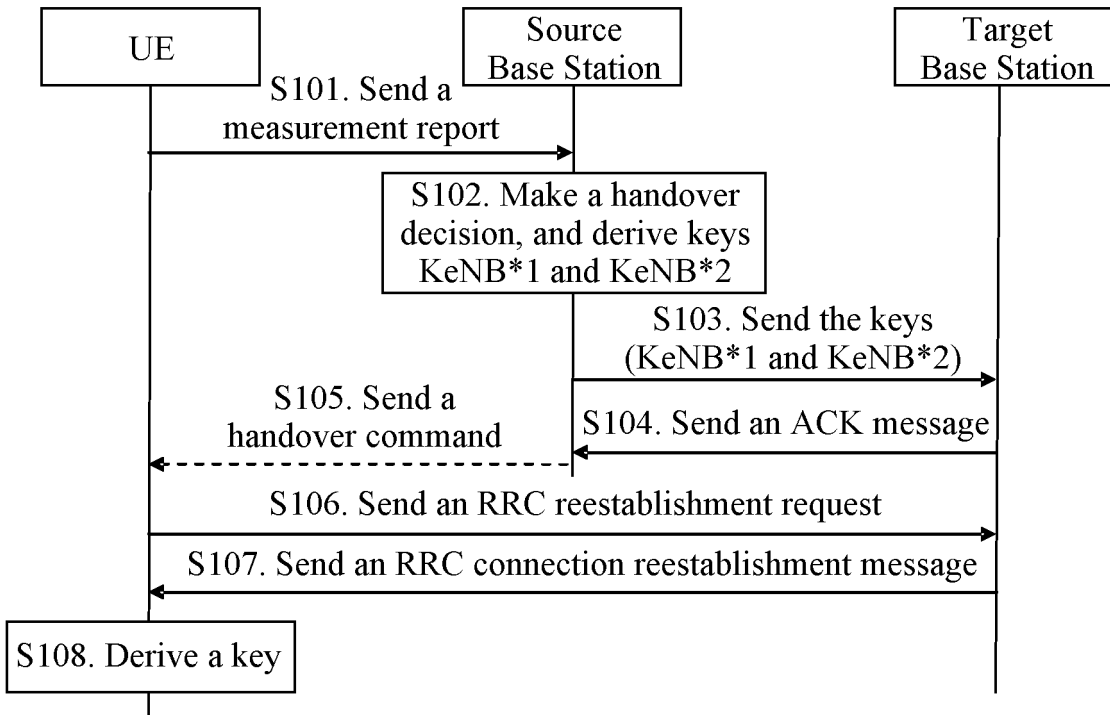 UE
Source
Base Station
Target
Base Station
S101. Send a
measurement report
S102. Make a handover
decision, and derive keys
KeNB*1 and KeNB*2
S103. Send the keys
(KeNB*1 and KeNB*2)
S104. Send an ACK message
S105. Send a
handover command
S106. Send an RRC reestablishment request
S107. Send an RRC connection reestablishment message
S108. Derive a key